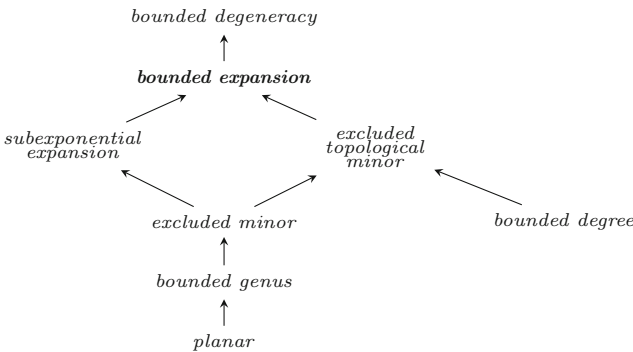 bounded degeneracy
bounded expansion
subexponential
expansion
excluded
topological
minor
excluded minor
bounded degree
bounded genus
planar